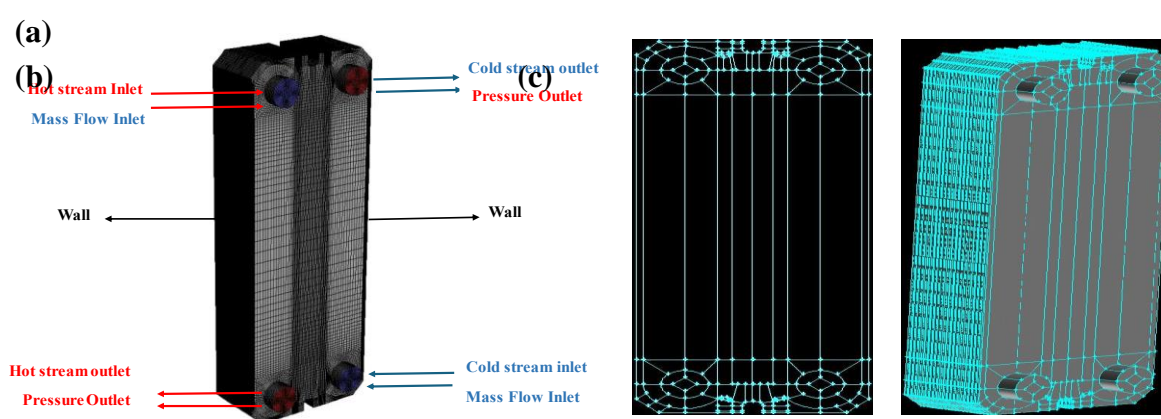 (a)
(b)
(c)
Hot stream Inlet
Mass Flow Inlet
Cold stream outlet
Pressure Outlet
Wall
Wall
Hot stream outlet
Pressure Outlet
Cold stream inlet
Mass Flow Inlet